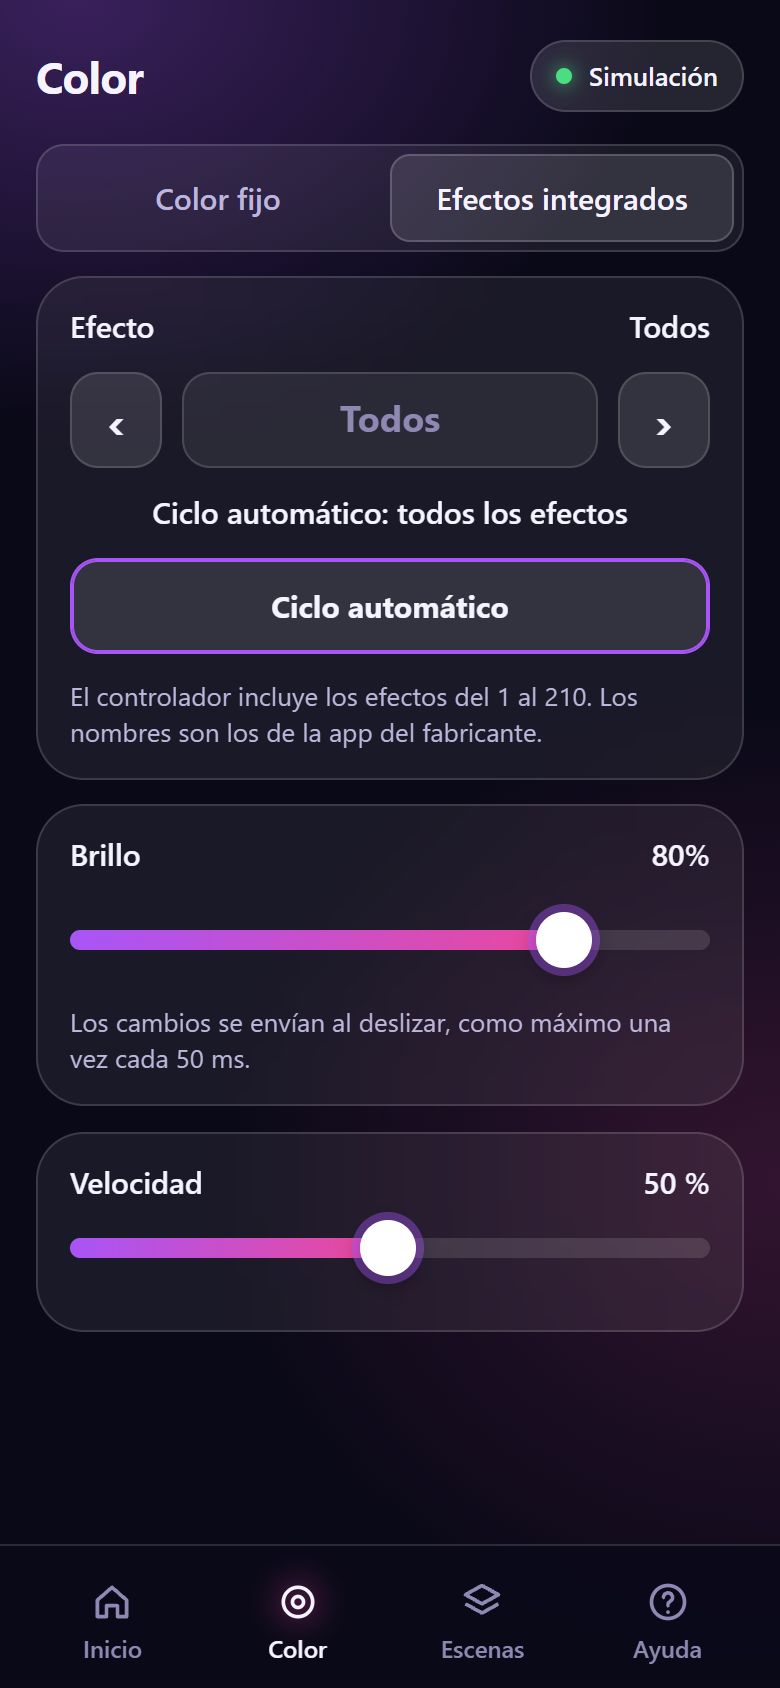 Color
Simulación
Color fijo
Efectos integrados
Efecto
Todos
‹
Todos
›
Ciclo automático: todos los efectos
Ciclo automático
El controlador incluye los efectos del 1 al 210. Los
nombres son los de la app del fabricante.
Brillo
80%
Los cambios se envían al deslizar, como máximo una
vez cada 50 ms.
Velocidad
50 %
Inicio
Color
Escenas
Ayuda